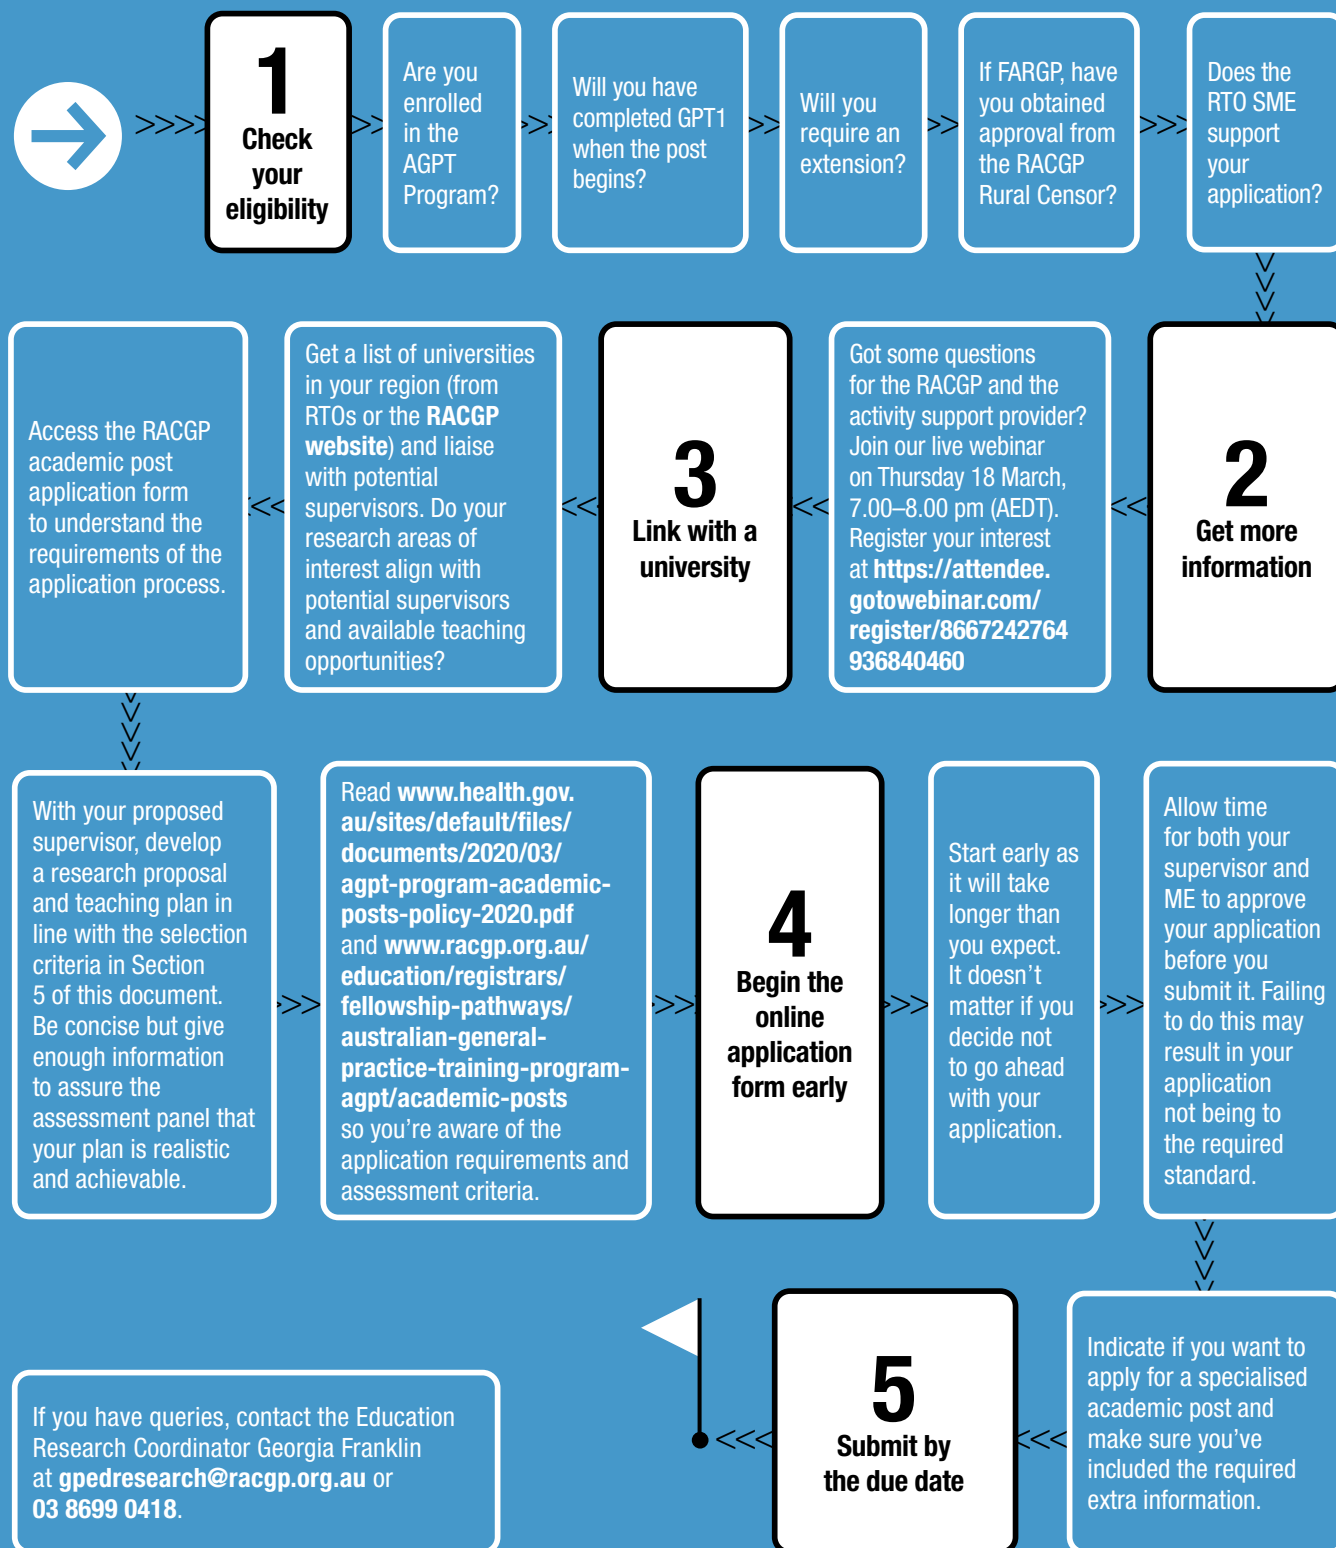 1
Check
your
eligibility
Are you
enrolled
in the
AGPT
Program?
Will you have
completed GPT1
when the post
begins?
Will you
require an
extension?
If FARGP, have
you obtained
approval from
the RACGP
Rural Censor?
Does the
RTO SME
support
your
application?
2
Get more
information
Got some questions
for the RACGP and the
activity support provider?
Join our live webinar
on Thursday 18 March,
7.00–8.00 pm (AEDT).
Register your interest
at https://attendee.
gotowebinar.com/
register/8667242764
936840460
3
Link with a
university
Get a list of universities
in your region (from
RTOs or the RACGP
website) and liaise
with potential
supervisors. Do your
research areas of
interest align with
potential supervisors
and available teaching
opportunities?
Access the RACGP
academic post
application form
to understand the
requirements of the
application process.
With your proposed
supervisor, develop
a research proposal
and teaching plan in
line with the selection
criteria in Section
5 of this document.
Be concise but give
enough information
to assure the
assessment panel that
your plan is realistic
and achievable.
Read www.health.gov.
au/sites/default/files/
documents/2020/03/
agpt-program-academic-
posts-policy-2020.pdf
and www.racgp.org.au/
education/registrars/
fellowship-pathways/
australian-general-
practice-training-program-
agpt/academic-posts
so you’re aware of the
application requirements and
assessment criteria.
4
Begin the
online
application
form early
Start early as
it will take
longer than
you expect.
It doesn’t
matter if you
decide not
to go ahead
with your
application.
Allow time
for both your
supervisor and
ME to approve
your application
before you
submit it. Failing
to do this may
result in your
application
not being to
the required
standard.
Indicate if you want to
apply for a specialised
academic post and
make sure you’ve
included the required
extra information.
5
Submit by
the due date
If you have queries, contact the Education
Research Coordinator Georgia Franklin
at gpedresearch@racgp.org.au or
03 8699 0418.